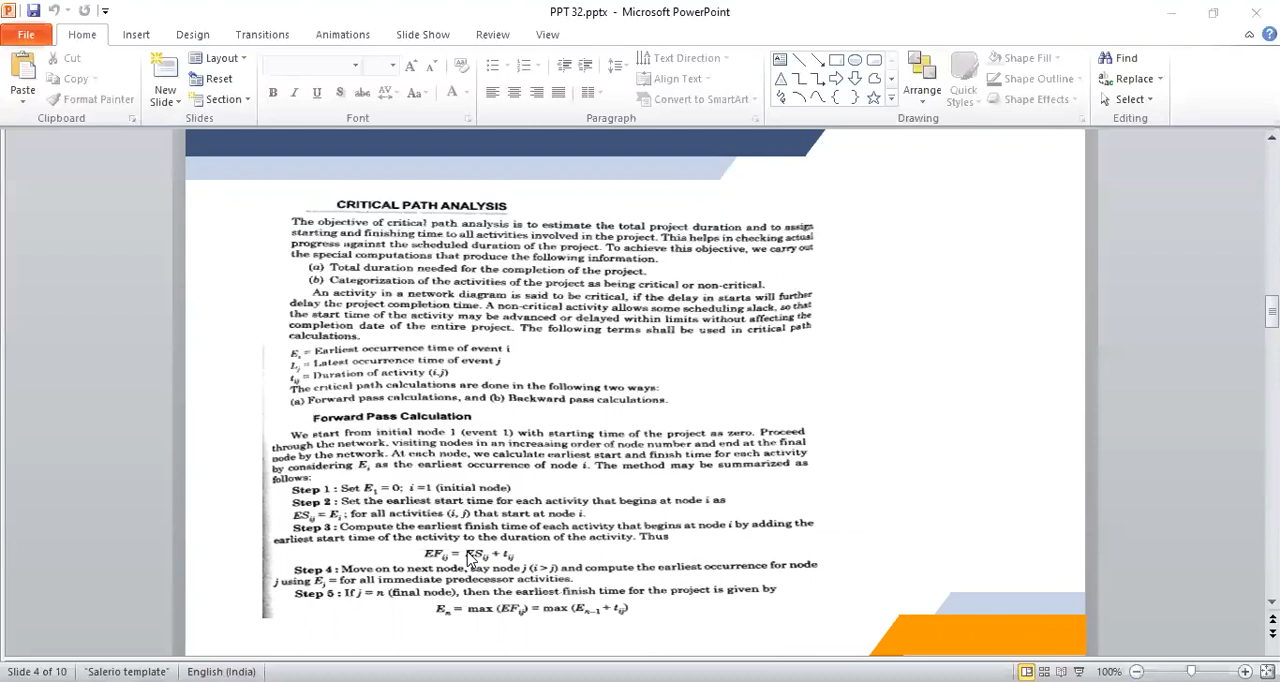 PPT 32.pptx - Microsoft PowerPoint
File Home Insert Design Transitions Animations Slide Show Review View
Paste
Cut
Copy
Format Painter
Clipboard
New Slide
Layout
Reset
Section
Slides
B I U S abc AV Aa A
Font
Text Direction
Align Text
Convert to SmartArt
Paragraph
Arrange
Quick Styles
Shape Fill
Shape Outline
Shape Effects
Drawing
Find
Replace
Select
Editing
CRITICAL PATH ANALYSIS
The objective of critical path analysis is to estimate the total project duration and to assign
starting and finishing time to all activities involved in the project. This helps in checking actual
progress against the scheduled duration of the project. To achieve this objective, we carry out
the special computations that produce the following information.
(a) Total duration needed for the completion of the project.
(b) Categorization of the activities of the project as being critical or non-critical.
An activity in a network diagram is said to be critical, if the delay in starts will further
delay the project completion time. A non-critical activity allows some scheduling slack, so that
the start time of the activity may be advanced or delayed within limits without affecting the
completion date of the entire project. The following terms shall be used in critical path
calculations.
Ei = Earliest occurrence time of event i
Lj = Latest occurrence time of event j
tij = Duration of activity (i,j)
The critical path calculations are done in the following two ways:
(a) Forward pass calculations, and (b) Backward pass calculations.
Forward Pass Calculation
We start from initial node 1 (event 1) with starting time of the project as zero. Proceed
through the network, visiting nodes in an increasing order of node number and end at the final
node by the network. At each node, we calculate earliest start and finish time for each activity
by considering Ei as the earliest occurrence of node i. The method may be summarized as
follows:
Step 1 : Set E1 = 0; i =1 (initial node)
Step 2 : Set the earliest start time for each activity that begins at node i as
ESij = Ei; for all activities (i, j) that start at node i.
Step 3 : Compute the earliest finish time of each activity that begins at node i by adding the
earliest start time of the activity to the duration of the activity. Thus
EFij = ESij + tij
Step 4 : Move on to next node, say node j (i > j) and compute the earliest occurrence for node
j using Ej = for all immediate predecessor activities.
Step 5 : If j = n (final node), then the earliest finish time for the project is given by
En = max (EFij) = max (En–1 + tij)
Slide 4 of 10 "Salerio template" English (India) 100%